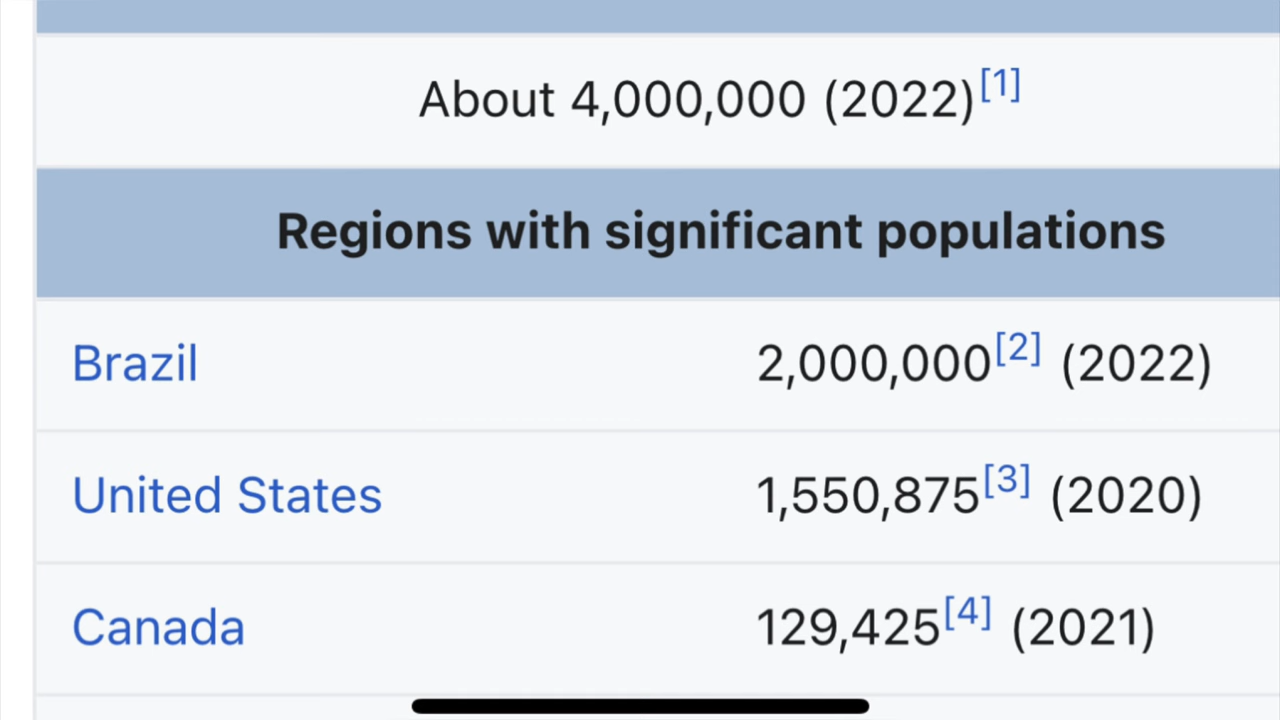 About 4,000,000 (2022)[1]
Regions with significant populations
Brazil 2,000,000[2] (2022)
United States 1,550,875[3] (2020)
Canada 129,425[4] (2021)